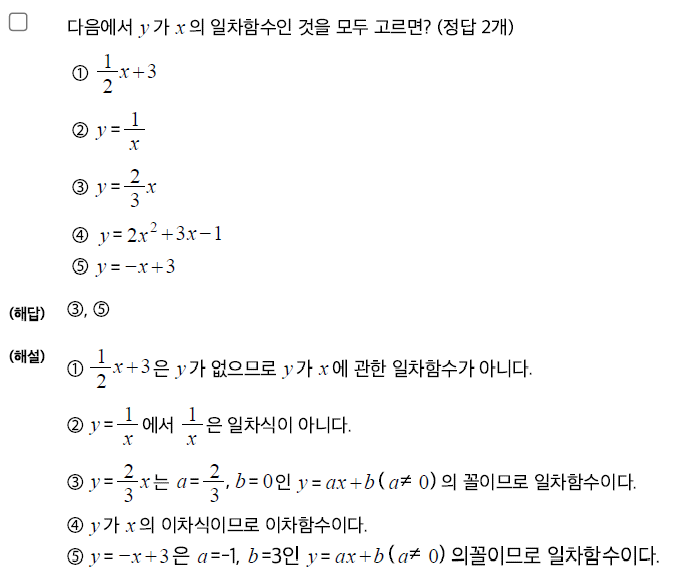 다음에서 y가 x의 일차함수인 것을 모두 고르면? (정답 2개)
① 1/2 x+3
② y = 1/x
③ y = 2/3 x
④ y = 2x² + 3x − 1
⑤ y = −x+3
(해답) ③, ⑤
(해설) ① 1/2 x+3은 y가 없으므로 y가 x에 관한 일차함수가 아니다.
② y = 1/x 에서 1/x 은 일차식이 아니다.
③ y = 2/3 x는 a = 2/3, b = 0인 y = ax+b (a ≠ 0) 의 꼴이므로 일차함수이다.
④ y가 x의 이차식이므로 이차함수이다.
⑤ y = −x+3은 a=−1, b=3인 y = ax+b (a ≠ 0) 의꼴이므로 일차함수이다.